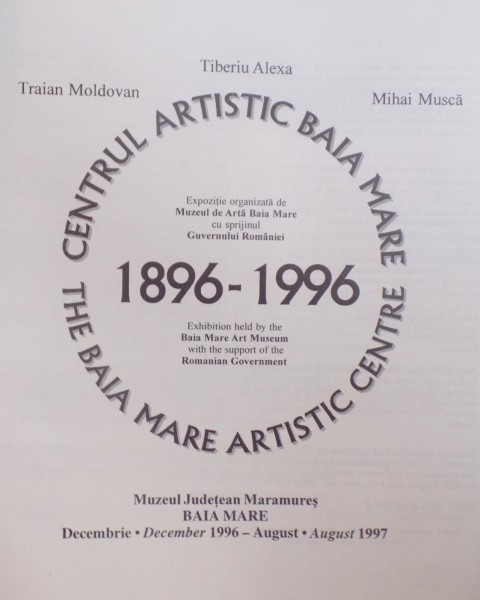 Tiberiu Alexa
Traian Moldovan
Mihai Muscă
CENTRUL ARTISTIC BAIA MARE
Expoziție organizată de
Muzeul de Artă Baia Mare
cu sprijinul
Guvernului României
1896-1996
Exhibition held by the
Baia Mare Art Museum
with the support of the
Romanian Government
THE BAIA MARE ARTISTIC CENTRE
Muzeul Județean Maramureș
BAIA MARE
Decembrie • December 1996 – August • August 1997